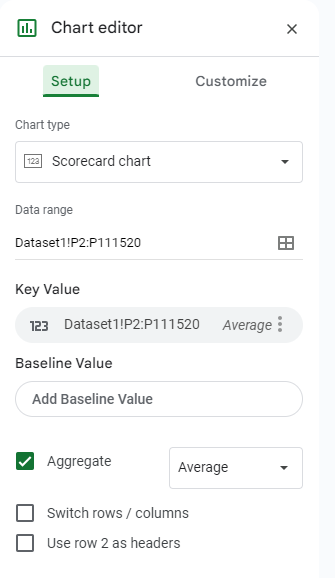 Chart editor
Setup Customize
Chart type
123 Scorecard chart
Data range
Dataset1!P2:P111520
Key Value
123 Dataset1!P2:P111520 Average
Baseline Value
Add Baseline Value
Aggregate Average
Switch rows / columns
Use row 2 as headers